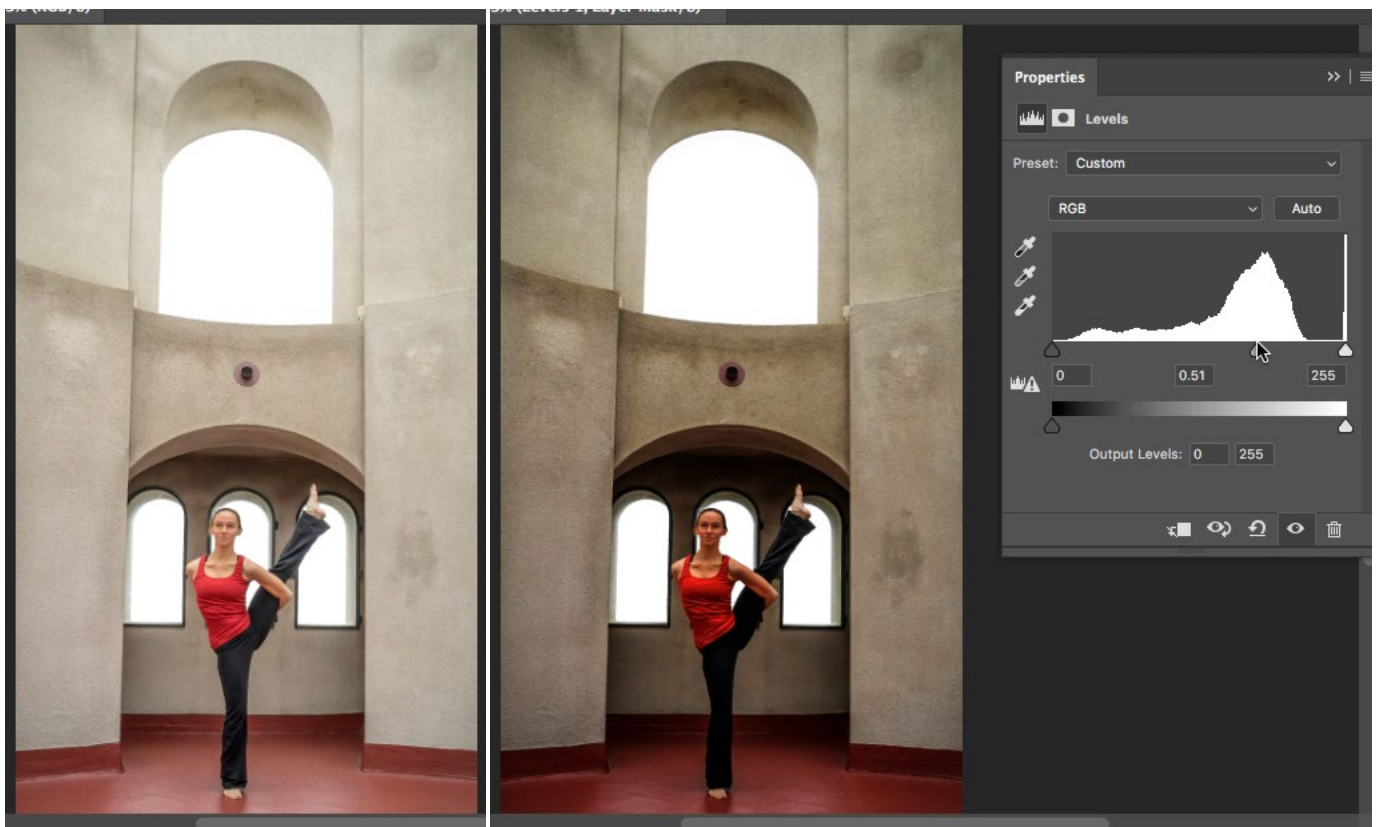 Properties
Levels
Preset: Custom
RGB
Auto
0
0.51
255
Output Levels: 0 255